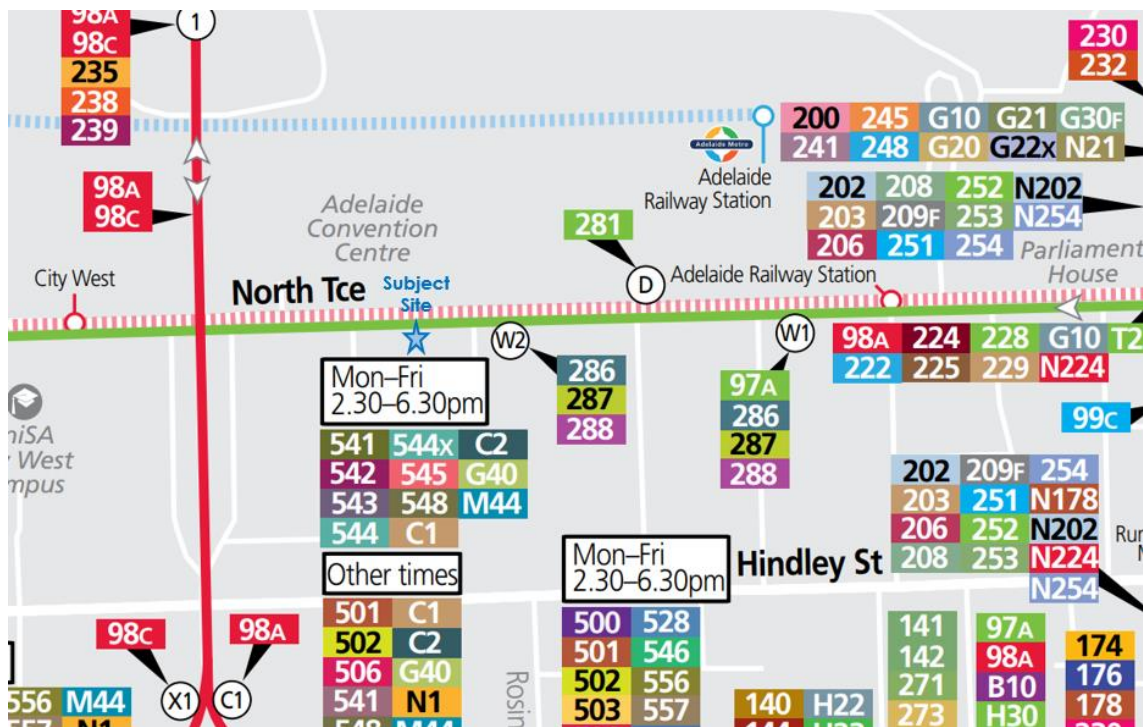 98A
98C
235
238
239
1
98A
98C
City West
Adelaide
Convention
Centre
North Tce
Subject
Site
281
D
Adelaide Metro
Adelaide
Railway Station
Adelaide Railway Station
230
232
200 245 G10 G21 G30F
241 248 G20 G22X N21
202 208 252 N202
203 209F 253 N254
206 251 254
Parliament
House
W2
286
287
288
W1
97A
286
287
288
98A 224 228 G10
222 225 229 N224
99C
Mon–Fri
2.30–6.30pm
541 544X C2
542 545 G40
543 548 M44
544 C1
Other times
501 C1
502 C2
506 G40
541 N1
548 M44
West
Mon–Fri
2.30–6.30pm
500 528
501 546
502 556
503 557
Hindley St
202 209F 254
203 251 N178
206 252 N202
208 253 N224
N254
98C
98A
X1
C1
556 M44
557 N1
140 H22
144 H33
141
142
271
273
97A
98A
B10
H30
174
176
178